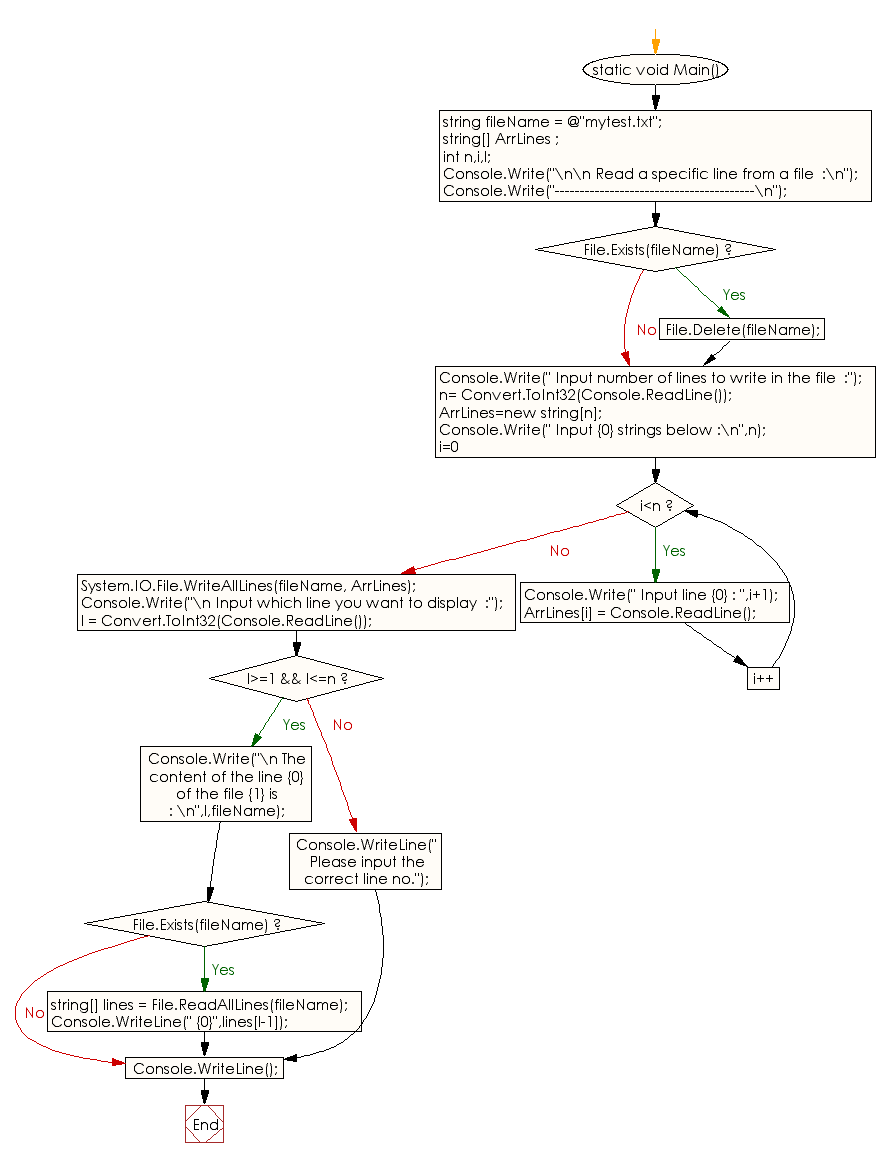 static void Main()
string fileName = @"mytest.txt";
string[] ArrLines ;
int n,i,l;
Console.Write("\n\n Read a specific line from a file  :\n");
Console.Write("----------------------------------------\n");
File.Exists(fileName) ?
Yes
No
File.Delete(fileName);
Console.Write(" Input number of lines to write in the file  :");
n= Convert.ToInt32(Console.ReadLine());
ArrLines=new string[n];
Console.Write(" Input {0} strings below :\n",n);
i=0
i<n ?
No
Yes
Console.Write(" Input line {0} : ",i+1);
ArrLines[i] = Console.ReadLine();
i++
System.IO.File.WriteAllLines(fileName, ArrLines);
Console.Write("\n Input which line you want to display  :");
l = Convert.ToInt32(Console.ReadLine());
l>=1 && l<=n ?
Yes
No
Console.Write("\n The
content of the line {0}
of the file {1} is
: \n",l,fileName);
Console.WriteLine("
Please input the
correct line no.");
File.Exists(fileName) ?
Yes
No
string[] lines = File.ReadAllLines(fileName);
Console.WriteLine(" {0}",lines[l-1]);
Console.WriteLine();
End